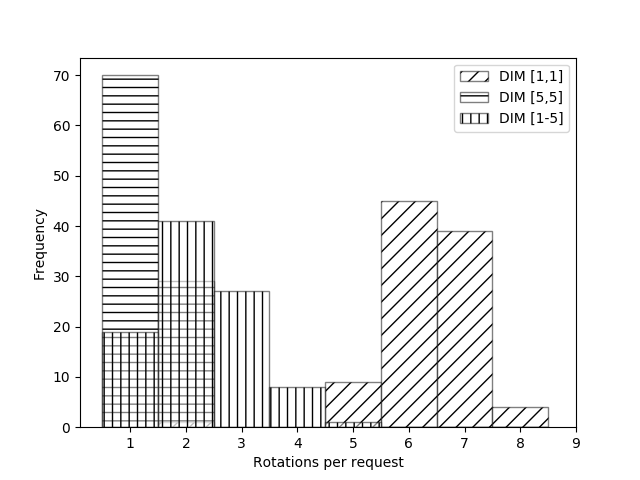 DIM [1,1]
DIM [5,5]
DIM [1-5]
70
60
50
40
30
20
10
0
Frequency
1 2 3 4 5 6 7 8 9
Rotations per request